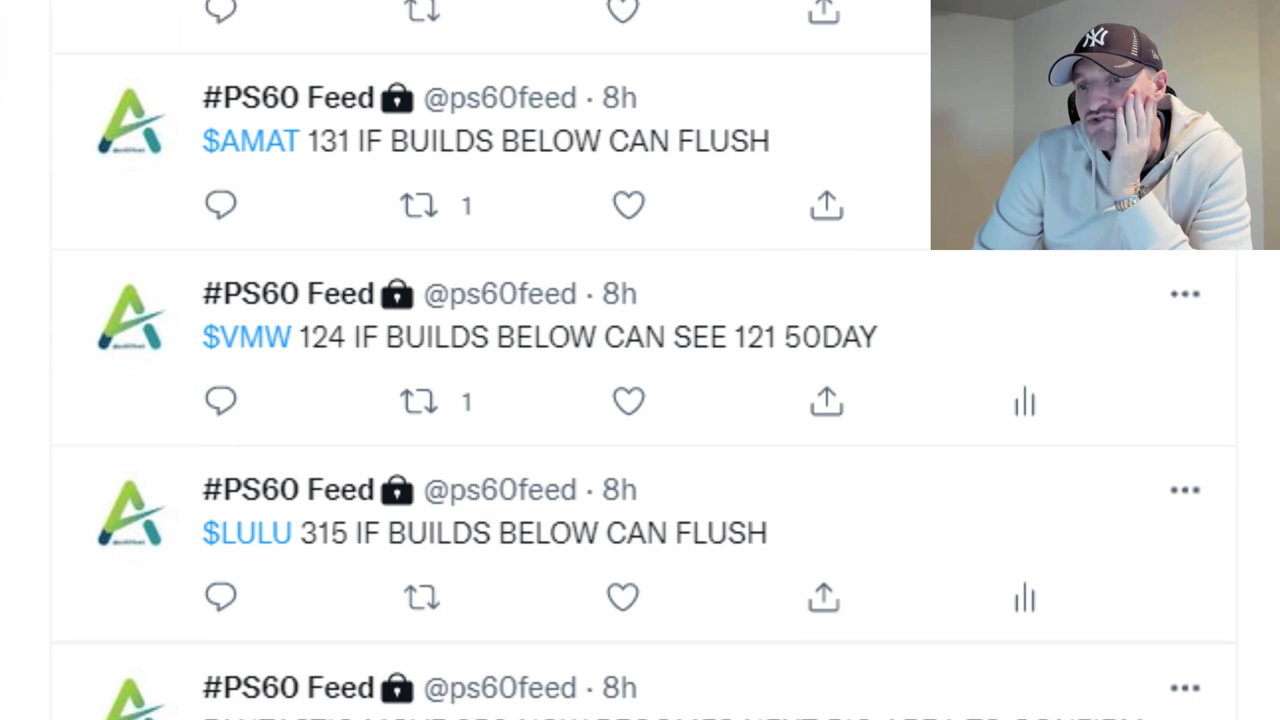 #PS60 Feed @ps60feed · 8h
$AMAT 131 IF BUILDS BELOW CAN FLUSH
1
#PS60 Feed @ps60feed · 8h
$VMW 124 IF BUILDS BELOW CAN SEE 121 50DAY
1
#PS60 Feed @ps60feed · 8h
$LULU 315 IF BUILDS BELOW CAN FLUSH
#PS60 Feed @ps60feed · 8h
NY